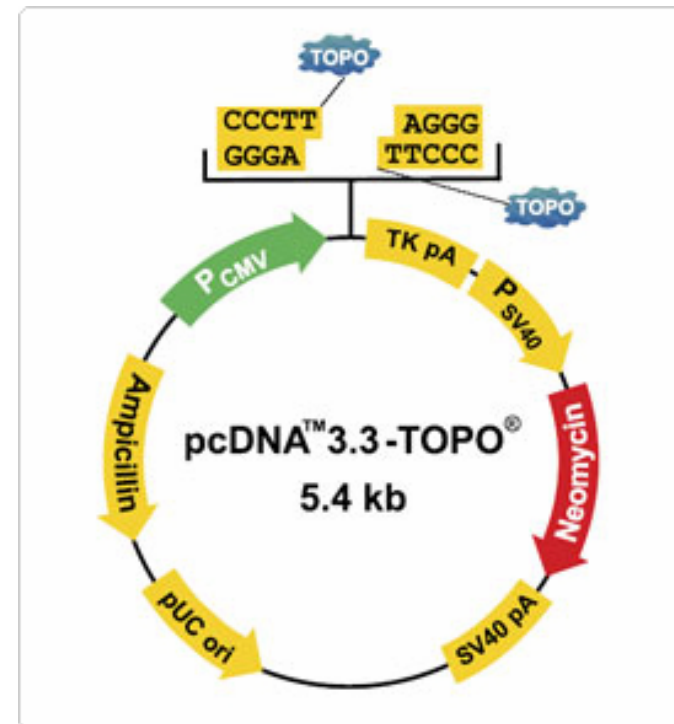 TOPO
CCCTT AGGG
GGGA TTCCC
TOPO
PCMV
TK pA
PSV40
Ampicillin
pcDNA™3.3-TOPO®
5.4 kb
Neomycin
pUC ori
SV40 pA